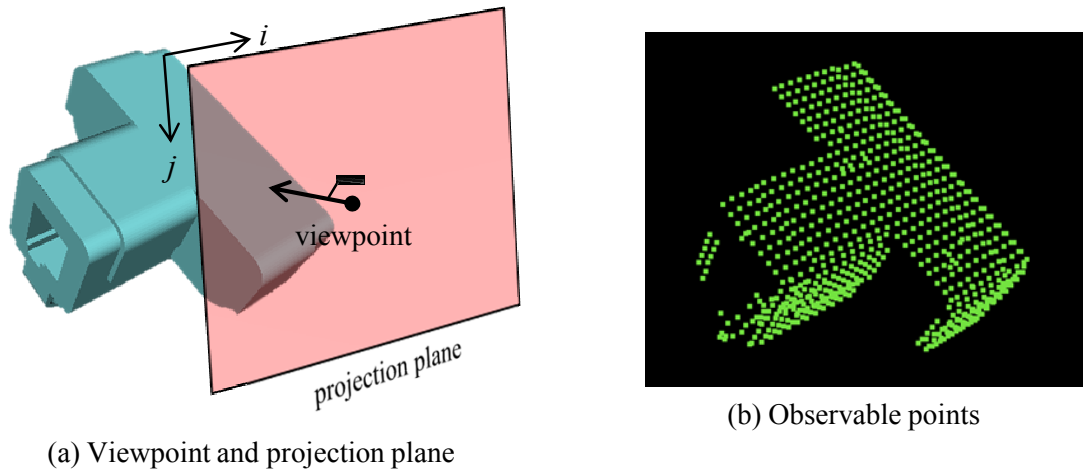 i
j
viewpoint
projection plane
(a) Viewpoint and projection plane
(b) Observable points